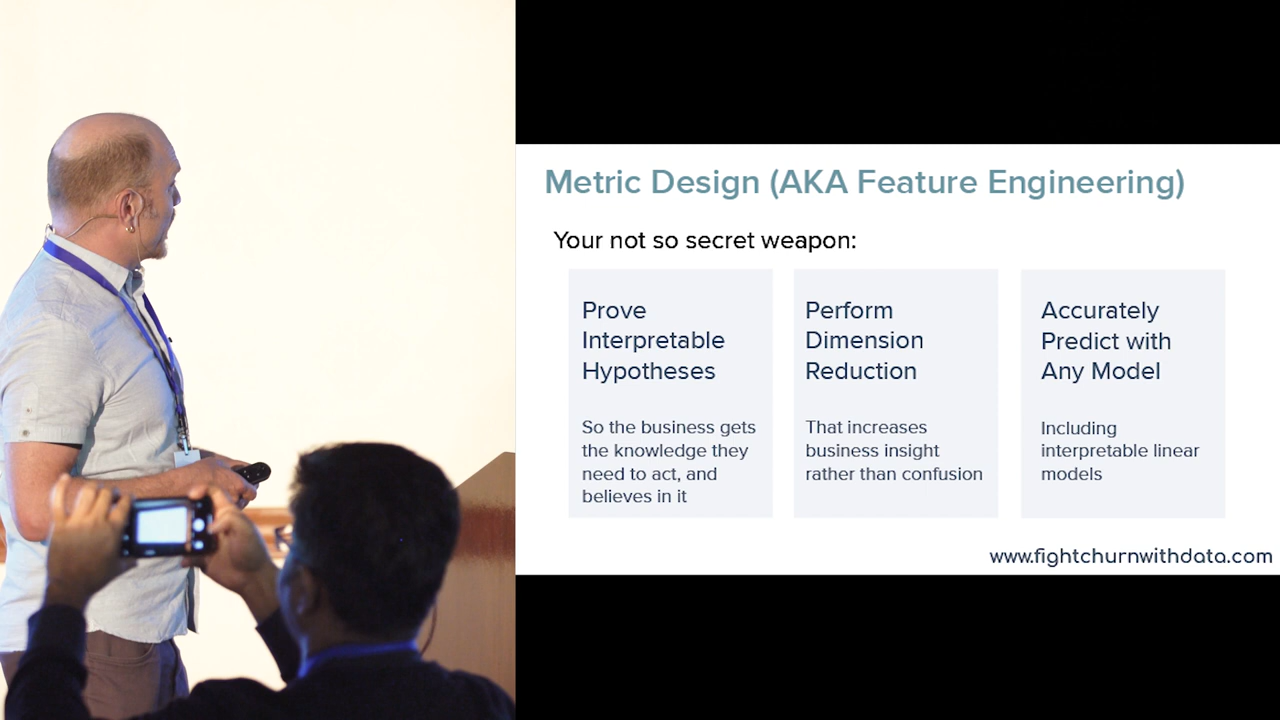 Metric Design (AKA Feature Engineering)
Your not so secret weapon:
Prove
Interpretable
Hypotheses
So the business gets
the knowledge they
need to act, and
believes in it
Perform
Dimension
Reduction
That increases
business insight
rather than confusion
Accurately
Predict with
Any Model
Including
interpretable linear
models
www.fightchurnwithdata.com